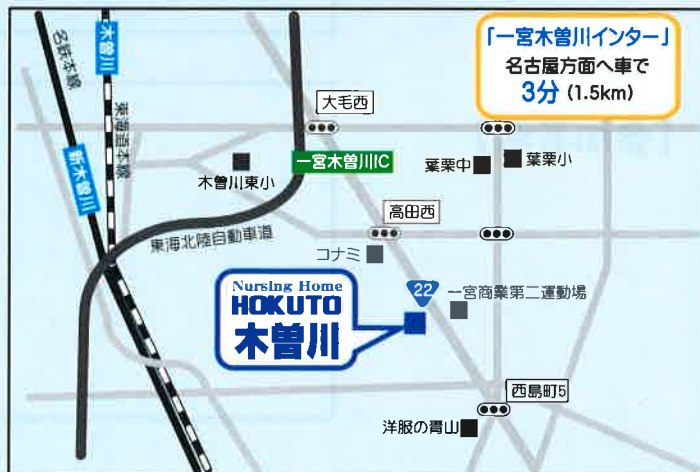 「一宮木曽川インター」
名古屋方面へ車で
3分 (1.5km)
木曽川
名鉄本線
東海道本線
新木曽川
大毛西
一宮木曽川IC
木曽川東小
葉栗中
葉栗小
高田西
東海北陸自動車道
コナミ
Nursing Home
HOKUTO
木曽川
22
一宮商業第二運動場
西島町5
洋服の青山